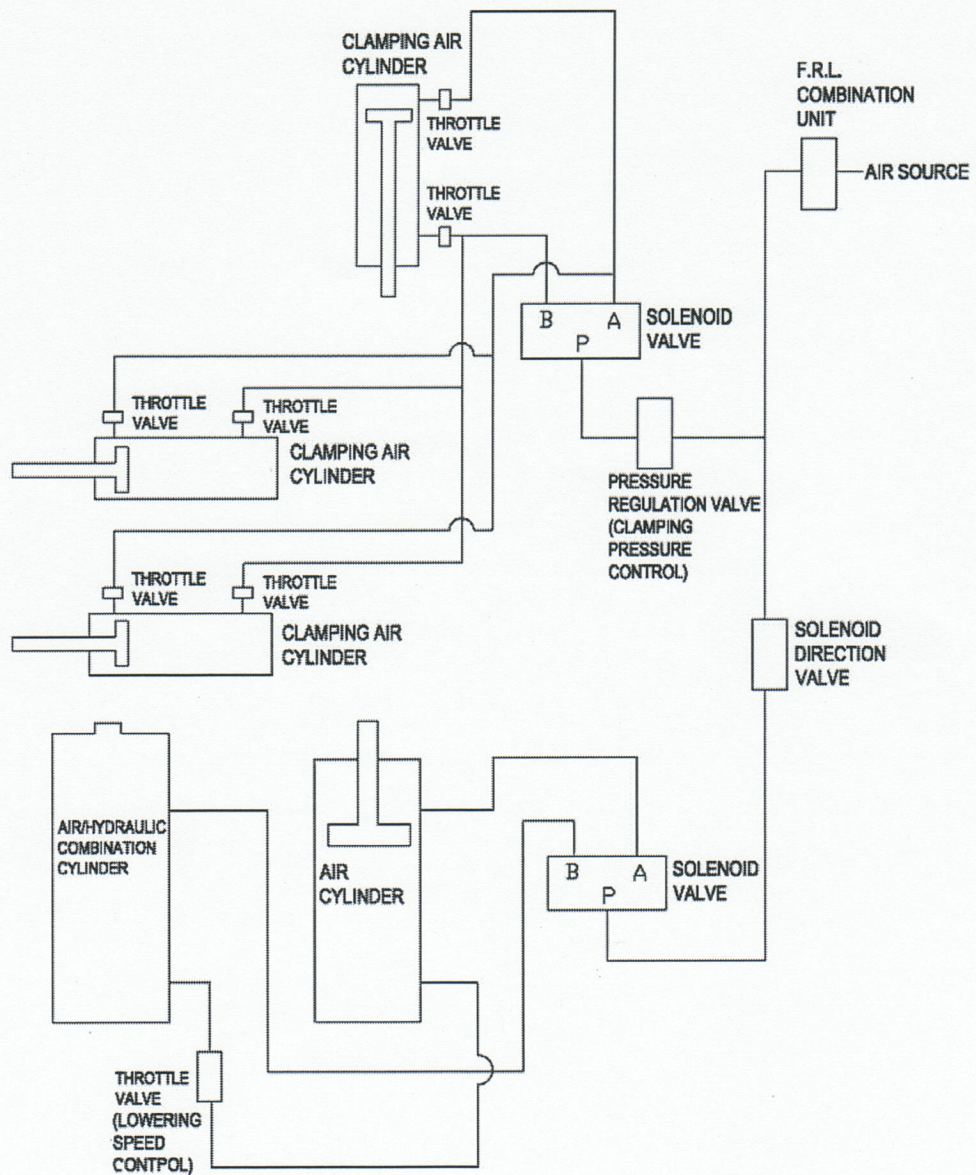 CLAMPING AIR
CYLINDER
THROTTLE
VALVE
THROTTLE
VALVE
F.R.L.
COMBINATION
UNIT
AIR SOURCE
B
A
P
SOLENOID
VALVE
THROTTLE
VALVE
THROTTLE
VALVE
CLAMPING AIR
CYLINDER
PRESSURE
REGULATION VALVE
(CLAMPING
PRESSURE
CONTROL)
THROTTLE
VALVE
THROTTLE
VALVE
CLAMPING AIR
CYLINDER
SOLENOID
DIRECTION
VALVE
AIR/HYDRAULIC
COMBINATION
CYLINDER
AIR
CYLINDER
B
A
P
SOLENOID
VALVE
THROTTLE
VALVE
(LOWERING
SPEED
CONTPOL)